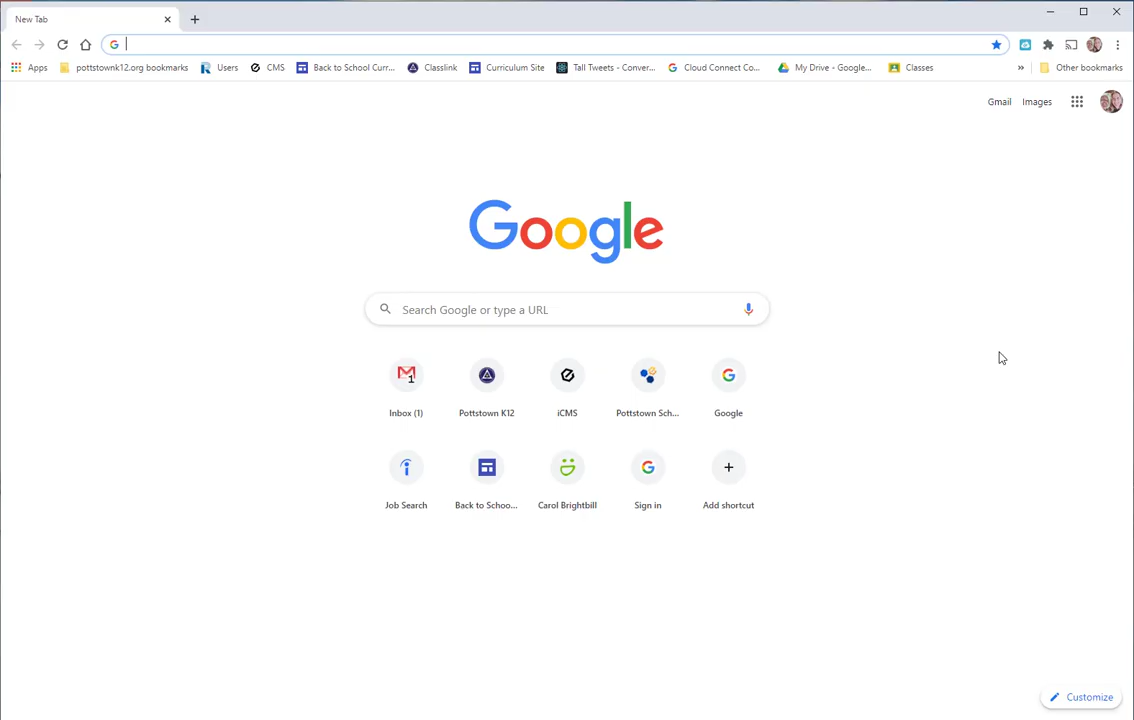 New Tab
Apps pottstownk12.org bookmarks Users CMS Back to School Curr... Classlink Curriculum Site Tall Tweets - Conver... Cloud Connect Co... My Drive - Google... Classes » Other bookmarks
Gmail Images
Google
Search Google or type a URL
Inbox (1) Pottstown K12 iCMS Pottstown Sch... Google
Job Search Back to Schoo... Carol Brightbill Sign in Add shortcut
Customize